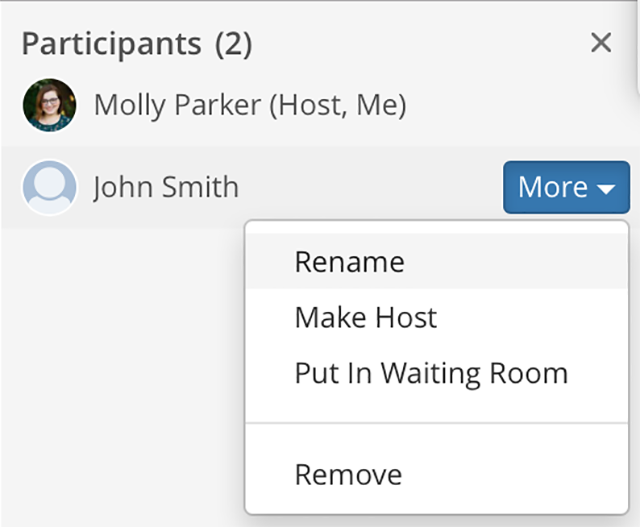 Participants (2)
Molly Parker (Host, Me)
John Smith
More
Rename
Make Host
Put In Waiting Room
Remove